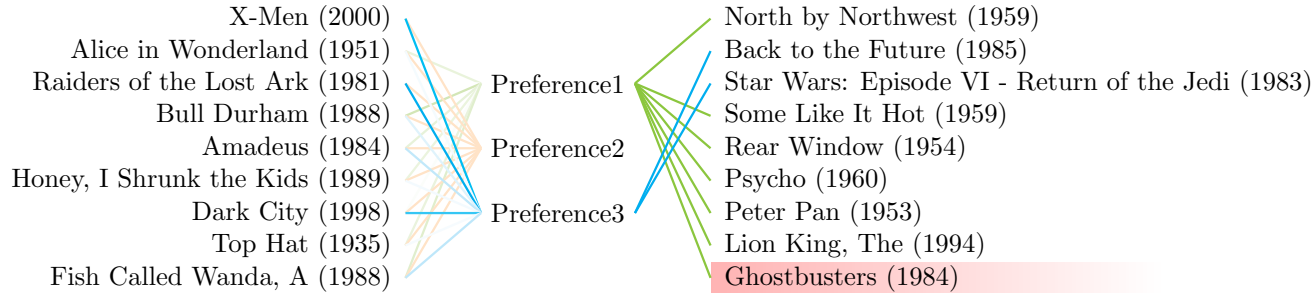 X-Men (2000)
Alice in Wonderland (1951)
Raiders of the Lost Ark (1981)
Bull Durham (1988)
Amadeus (1984)
Honey, I Shrunk the Kids (1989)
Dark City (1998)
Top Hat (1935)
Fish Called Wanda, A (1988)
Preference1
Preference2
Preference3
North by Northwest (1959)
Back to the Future (1985)
Star Wars: Episode VI - Return of the Jedi (1983)
Some Like It Hot (1959)
Rear Window (1954)
Psycho (1960)
Peter Pan (1953)
Lion King, The (1994)
Ghostbusters (1984)